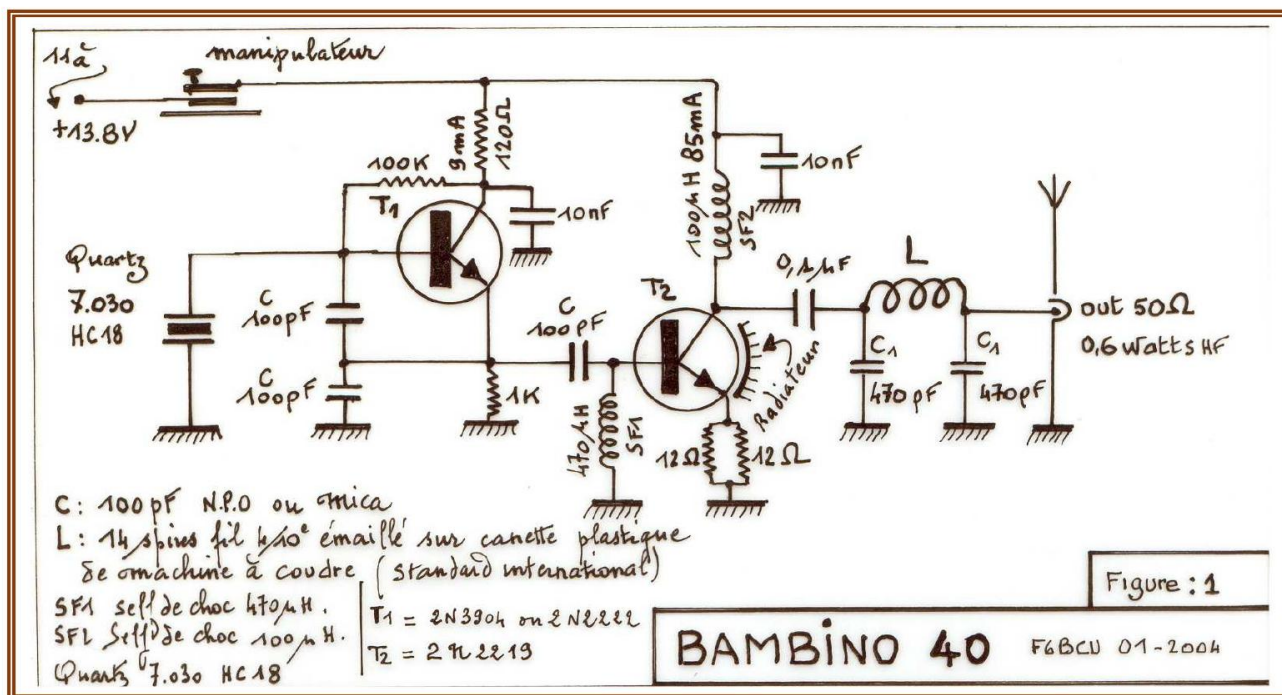 11 à
+13.8V
manipulateur
9mA
120Ω
100K
T1
10nF
100µH 85mA
SF2
10nF
Quartz
7.030
HC18
C
100pF
C
100pF
1K
C
100pF
470µH
SF1
T2
Radiateur
12Ω
12Ω
0,1µF
L
C1
470pF
C1
470pF
out 50Ω
0,6 watts HF
C: 100pF N.P.O ou mica
L: 14 spires fil 4/10e émaillé sur canette plastique
de machine à coudre (standard international)
SF1 self de choc 470µH.
SF2 Self de choc 100µH.
Quartz 7.030 HC18
T1 = 2N3904 ou 2N2222
T2 = 2N2219
Figure: 1
BAMBINO 40 F6BCU 01-2004